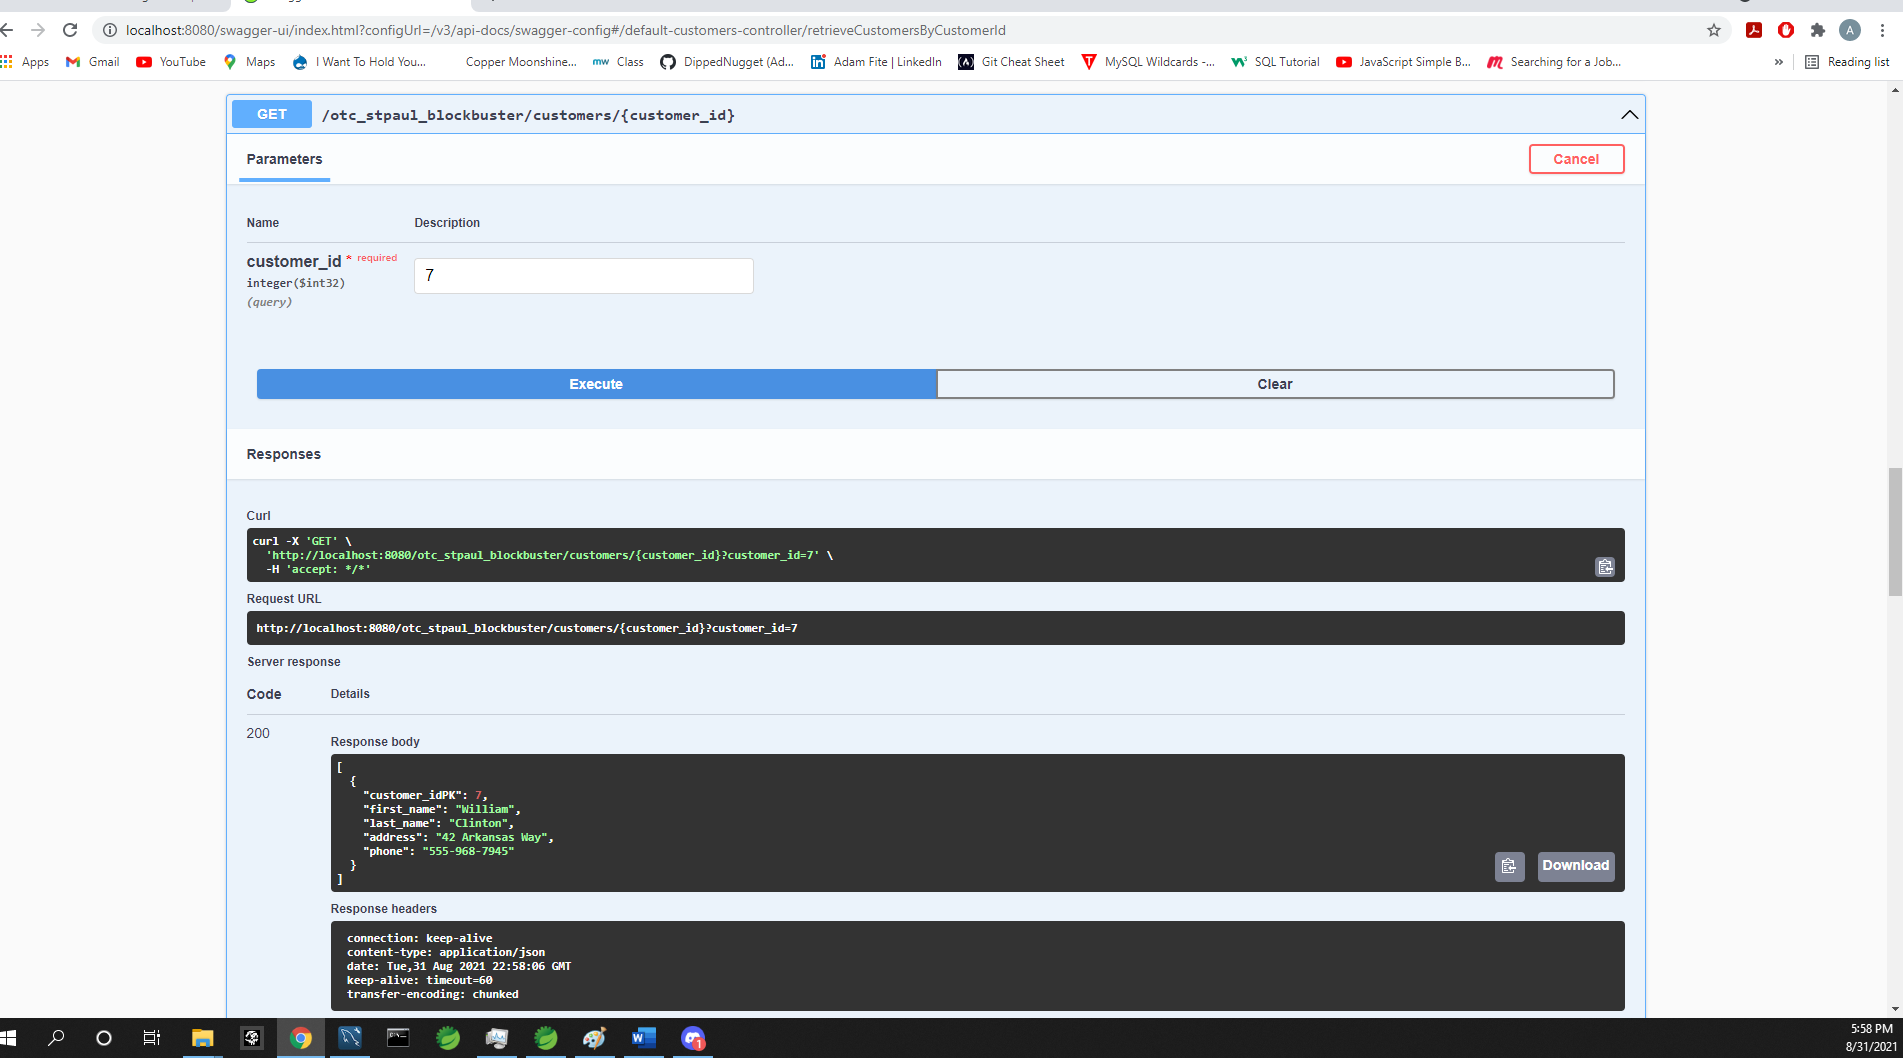 localhost:8080/swagger-ui/index.html?configUrl=/v3/api-docs/swagger-config#/default-customers-controller/retrieveCustomersByCustomerId
A
Apps Gmail YouTube Maps I Want To Hold You... Copper Moonshine... Class DippedNugget (Ad... Adam Fite | LinkedIn Git Cheat Sheet MySQL Wildcards -... SQL Tutorial JavaScript Simple B... Searching for a Job... » Reading list
GET /otc_stpaul_blockbuster/customers/{customer_id}
Parameters Cancel
Name Description
customer_id * required
7
integer($int32)
(query)
Execute Clear
Responses
Curl
curl -X 'GET' \
'http://localhost:8080/otc_stpaul_blockbuster/customers/{customer_id}?customer_id=7' \
-H 'accept: */*'
Request URL
http://localhost:8080/otc_stpaul_blockbuster/customers/{customer_id}?customer_id=7
Server response
Code Details
200
Response body
[
{
"customer_idPK": 7,
"first_name": "William",
"last_name": "Clinton",
"address": "42 Arkansas Way",
"phone": "555-968-7945"
}
]
Download
Response headers
connection: keep-alive
content-type: application/json
date: Tue,31 Aug 2021 22:58:06 GMT
keep-alive: timeout=60
transfer-encoding: chunked
5:58 PM
8/31/2021